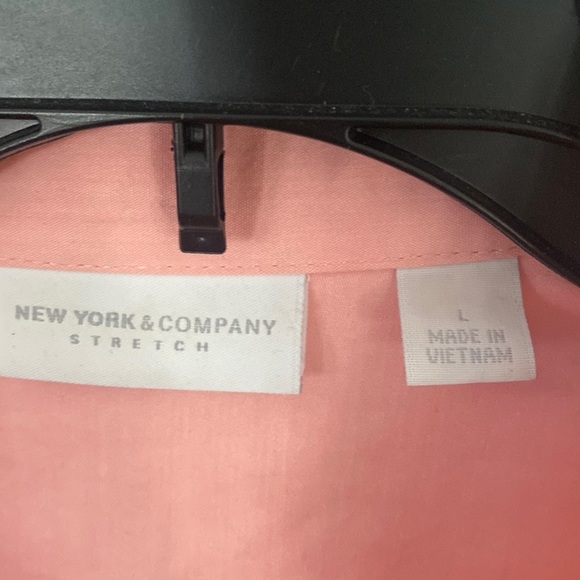 NEW YORK & COMPANY
STRETCH
L
MADE IN
VIETNAM